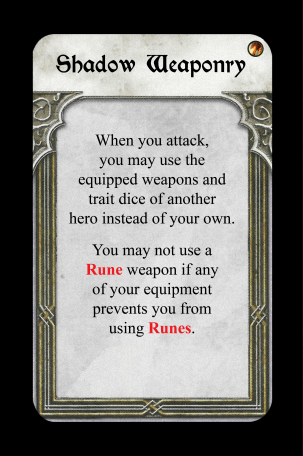 Shadow Weaponry
When you attack,
you may use the
equipped weapons and
trait dice of another
hero instead of your own.
You may not use a
Rune weapon if any
of your equipment
prevents you from
using Runes.